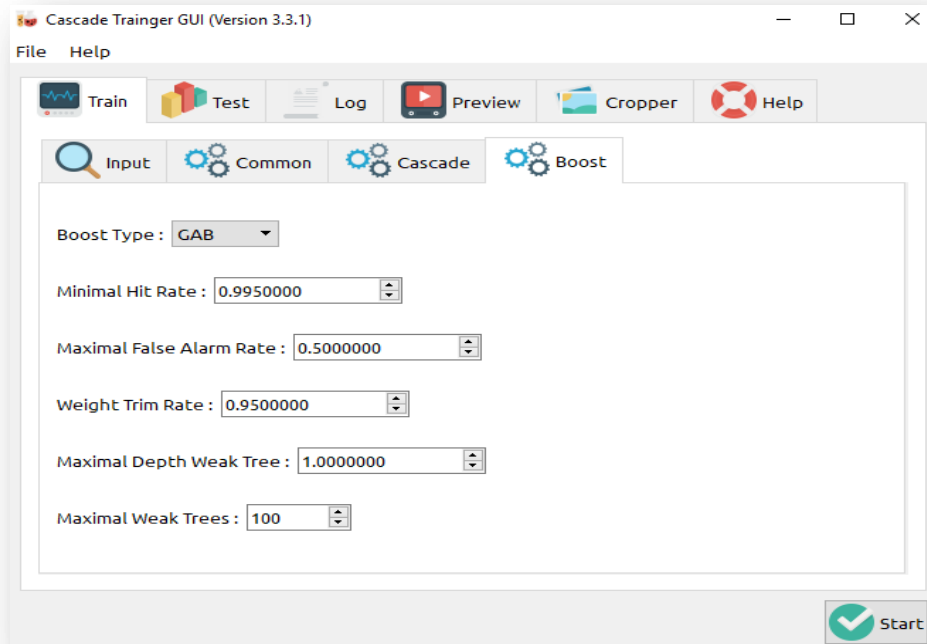 Cascade Trainger GUI (Version 3.3.1)
File Help
Train Test Log Preview Cropper Help
Input Common Cascade Boost
Boost Type : GAB
Minimal Hit Rate : 0.9950000
Maximal False Alarm Rate : 0.5000000
Weight Trim Rate : 0.9500000
Maximal Depth Weak Tree : 1.0000000
Maximal Weak Trees : 100
Start